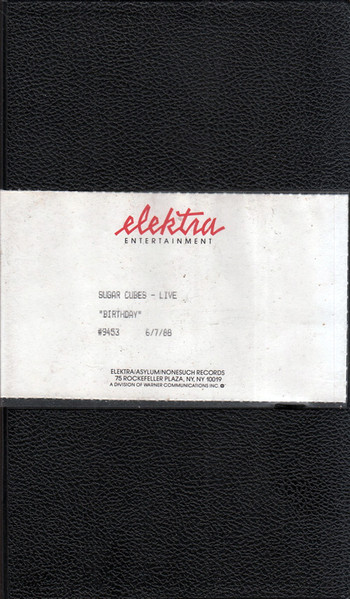 elektra
ENTERTAINMENT
SUGAR CUBES - LIVE
"BIRTHDAY"
#9453 6/7/88
ELEKTRA/ASYLUM/NONESUCH RECORDS
75 ROCKEFELLER PLAZA, NY, NY 10019
A DIVISION OF WARNER COMMUNICATIONS INC.